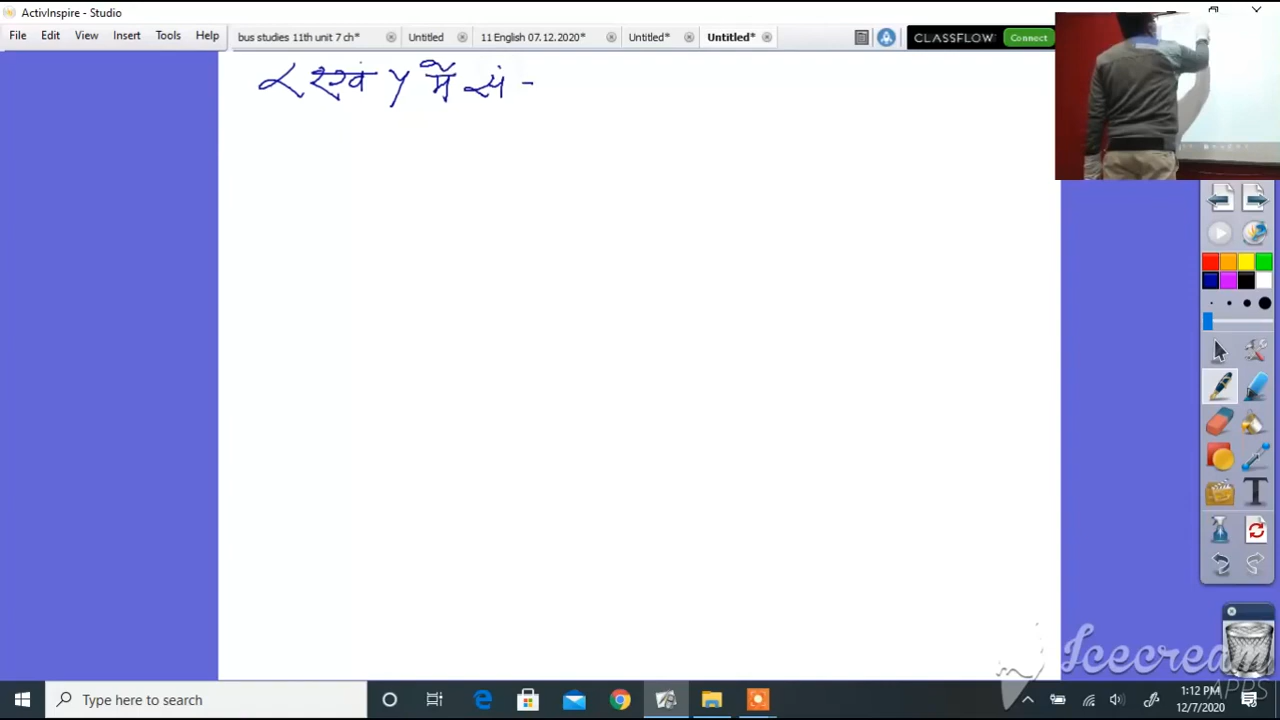 ActivInspire - Studio
File Edit View Insert Tools Help
bus studies 11th unit 7 ch* Untitled 11 English 07.12.2020* Untitled* Untitled*
CLASSFLOW Connect
α एवं γ में सं -
T
Icecream
APPS
Type here to search
1:12 PM
12/7/2020